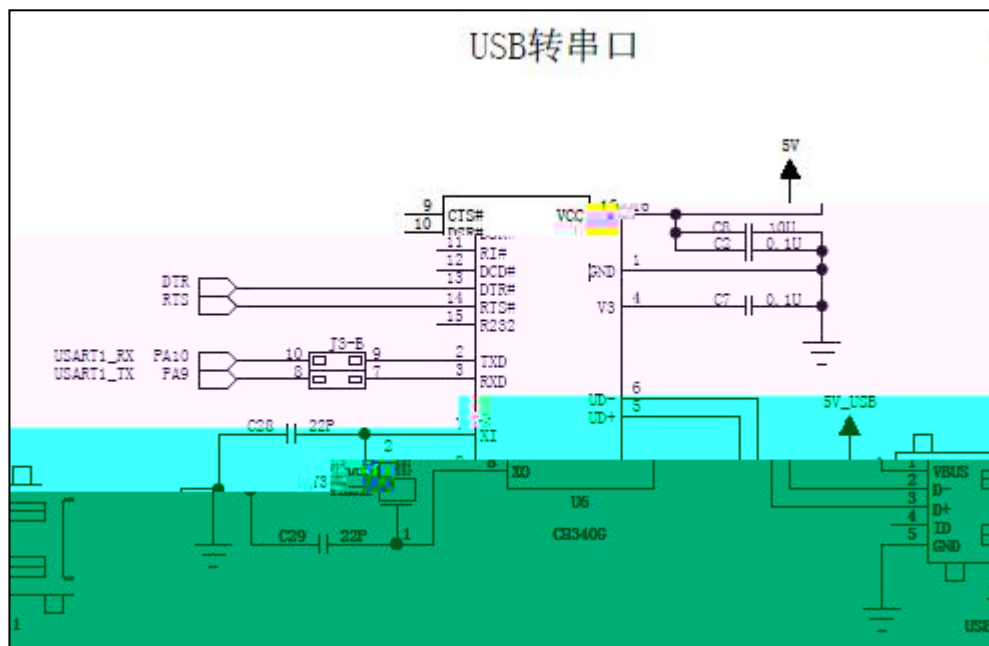 USB转串口
5V
9 CTS# VCC
10
11 RI#
C8 10U
C2 0.1U
12 DCD# GND 1
DTR 13 DTR#
RTS 14 RTS# V3 4 C7 0.1U
15 R232
J3-B
USART1_RX PA10 10 9 2 TXD
USART1_TX PA9 8 7 3 RXD
UD- 6
UD+ 5
5V_USB
C28 22P XI
2
XO
1 VBUS
2 D-
3 D+
4 ID
5 GND
U6
CH340G
C29 22P 1
1